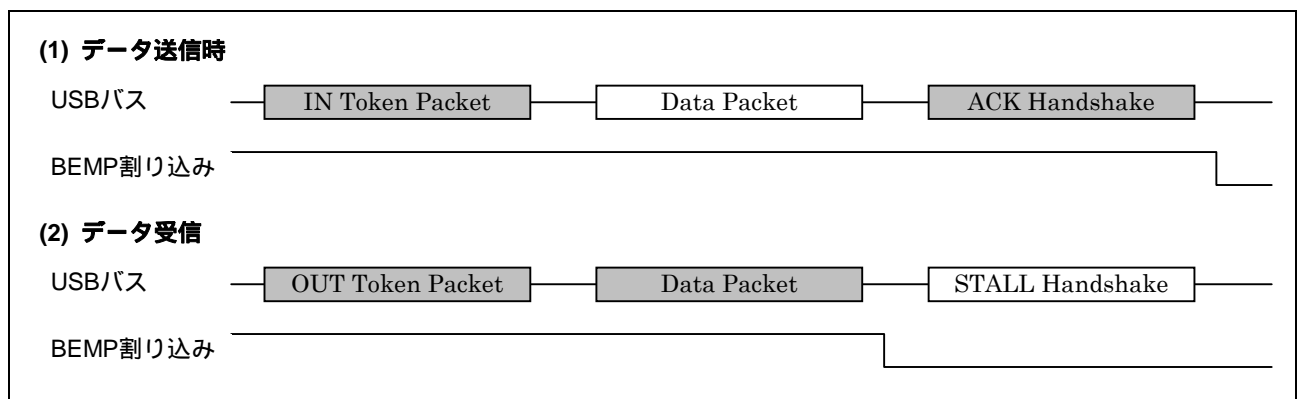 (1) データ送信時
USBバス IN Token Packet Data Packet ACK Handshake
BEMP割り込み
(2) データ受信
USBバス OUT Token Packet Data Packet STALL Handshake
BEMP割り込み